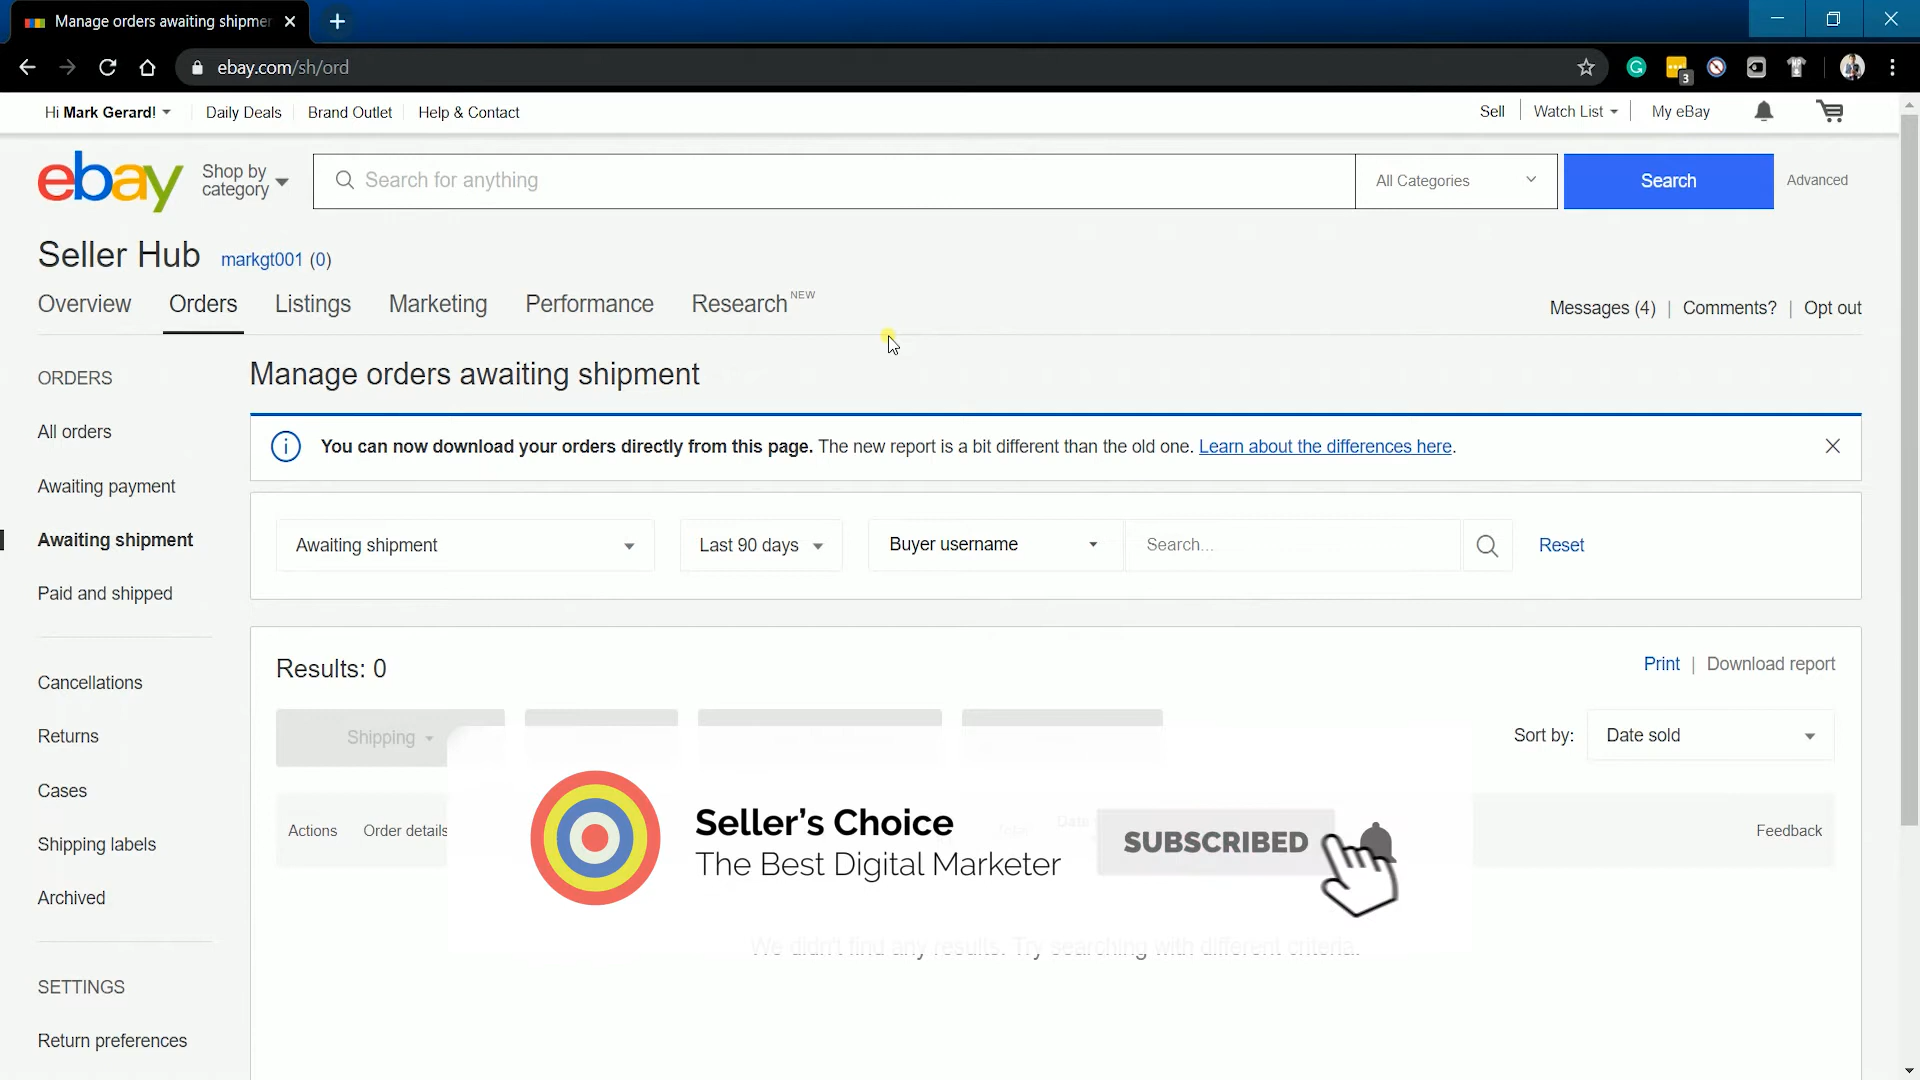 Manage orders awaiting shipme
ebay.com/sh/ord
3
Hi Mark Gerard!
Daily Deals
Brand Outlet
Help & Contact
Sell
Watch List
My eBay
ebay
Shop by
category
Search for anything
All Categories
Search
Advanced
Seller Hub
markgt001 (0)
Overview
Orders
Listings
Marketing
Performance
Research NEW
Messages (4) | Comments? | Opt out
ORDERS
All orders
Awaiting payment
Awaiting shipment
Paid and shipped
Cancellations
Returns
Cases
Shipping labels
Archived
SETTINGS
Return preferences
Manage orders awaiting shipment
You can now download your orders directly from this page. The new report is a bit different than the old one. Learn about the differences here.
Awaiting shipment
Last 90 days
Buyer username
Search...
Reset
Results: 0
Print | Download report
Shipping
Sort by:
Date sold
Actions
Order details
Total
Date
Feedback
Seller's Choice
The Best Digital Marketer
SUBSCRIBED
We didn't find any results. Try searching with different criteria.